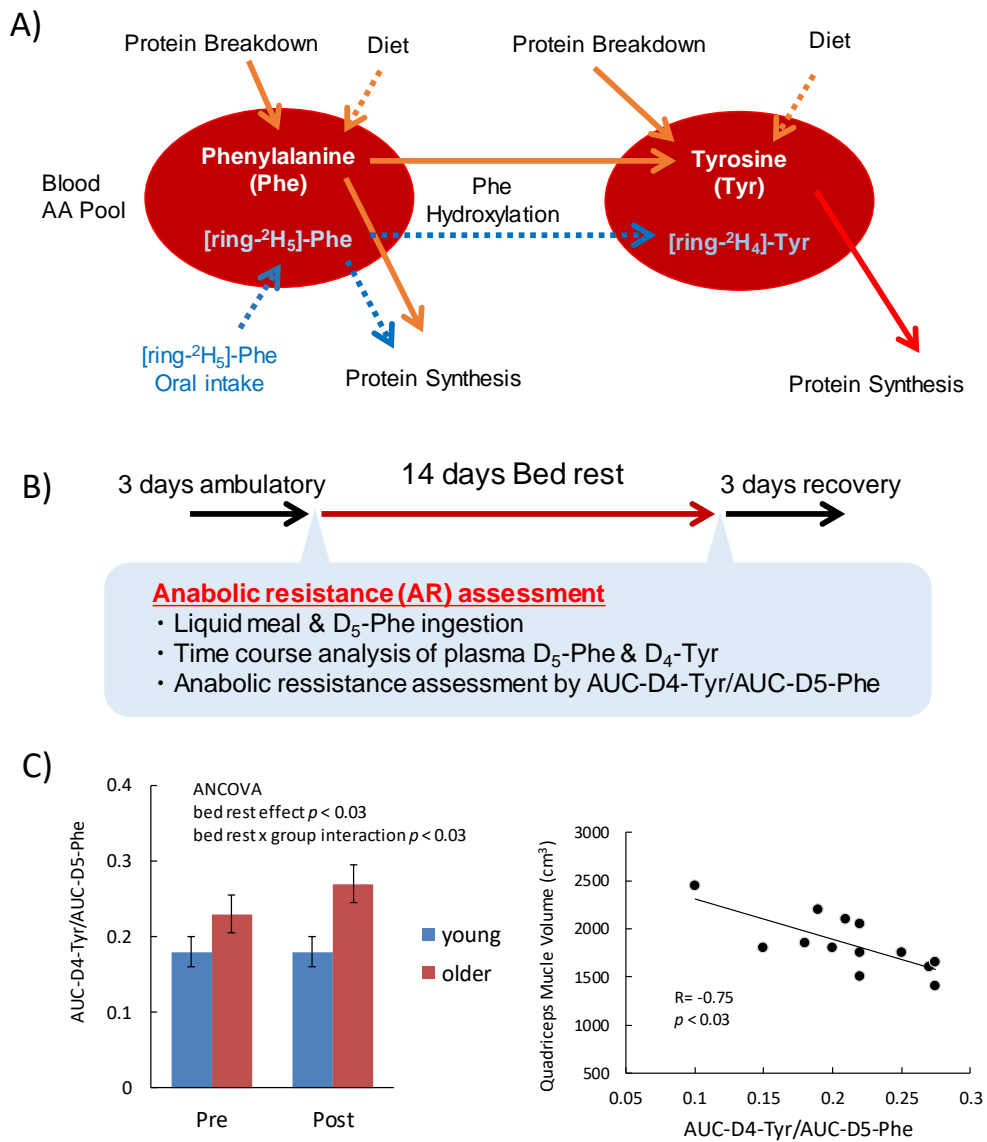 A)
Protein Breakdown
Diet
Protein Breakdown
Diet
Blood
AA Pool
Phenylalanine
(Phe)
[ring-²H₅]-Phe
Phe
Hydroxylation
Tyrosine
(Tyr)
[ring-²H₄]-Tyr
[ring-²H₅]-Phe
Oral intake
Protein Synthesis
Protein Synthesis
B)
3 days ambulatory
14 days Bed rest
3 days recovery
Anabolic resistance (AR) assessment
・Liquid meal & D₅-Phe ingestion
・Time course analysis of plasma D₅-Phe & D₄-Tyr
・Anabolic ressistance assessment by AUC-D4-Tyr/AUC-D5-Phe
C)
AUC-D4-Tyr/AUC-D5-Phe
0.4
0.3
0.2
0.1
0
ANCOVA
bed rest effect p < 0.03
bed rest x group interaction p < 0.03
Pre
Post
young
older
Quadriceps Mucle Volume (cm³)
3000
2500
2000
1500
1000
500
R= -0.75
p < 0.03
0.05
0.1
0.15
0.2
0.25
0.3
AUC-D4-Tyr/AUC-D5-Phe